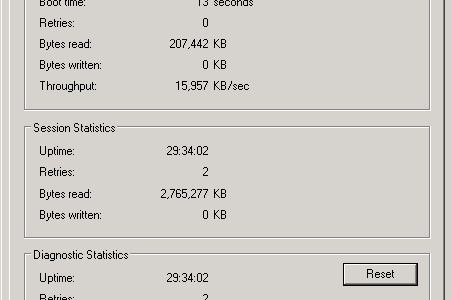 Boot time: 13 seconds
Retries: 0
Bytes read: 207,442 KB
Bytes written: 0 KB
Throughput: 15,957 KB/sec
Session Statistics
Uptime: 29:34:02
Retries: 2
Bytes read: 2,765,277 KB
Bytes written: 0 KB
Diagnostic Statistics
Reset
Uptime: 29:34:02
Retries: 2